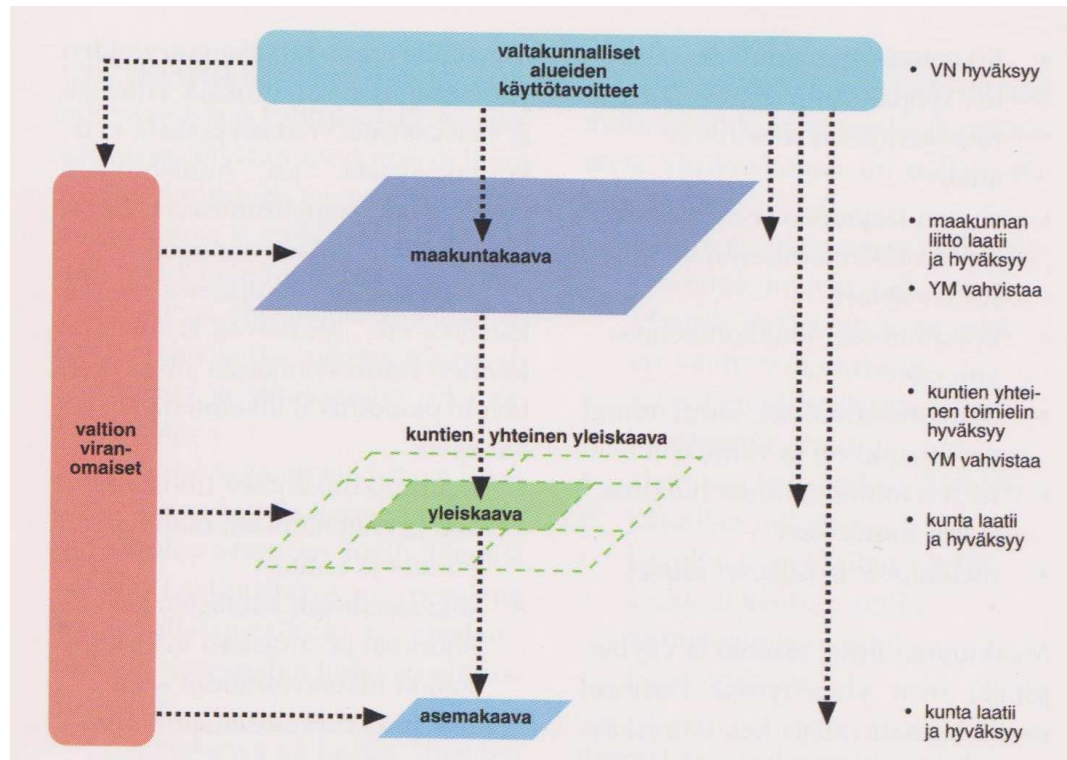 valtakunnalliset
alueiden
käyttötavoitteet
• VN hyväksyy
maakuntakaava
• maakunnan
liitto laatii
ja hyväksyy
• YM vahvistaa
valtion
viran-
omaiset
kuntien yhteinen yleiskaava
• kuntien yhtei-
nen toimielin
hyväksyy
• YM vahvistaa
yleiskaava
• kunta laatii
ja hyväksyy
asemakaava
• kunta laatii
ja hyväksyy